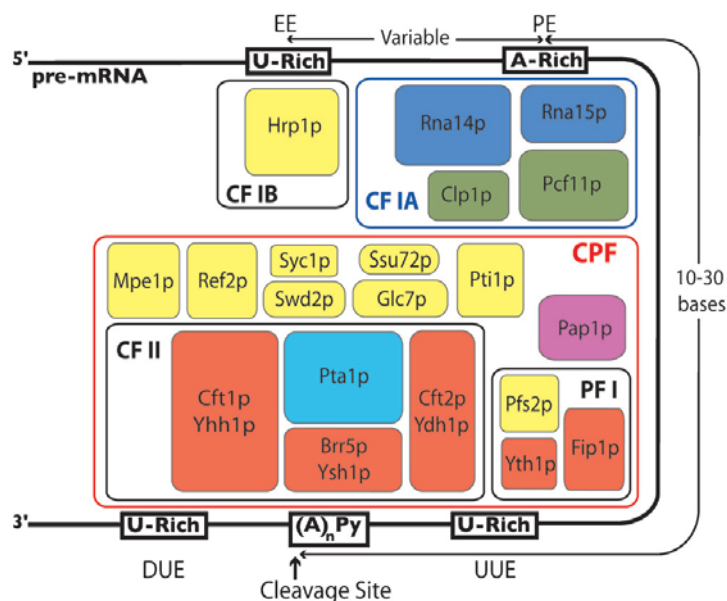 EE
Variable
PE
5'
U-Rich
A-Rich
pre-mRNA
Hrp1p
CF IB
Rna14p
Rna15p
Clp1p
Pcf11p
CF IA
CPF
Mpe1p
Ref2p
Syc1p
Ssu72p
Swd2p
Glc7p
Pti1p
10-30
bases
Pap1p
CF II
Cft1p
Yhh1p
Pta1p
Brr5p
Ysh1p
Cft2p
Ydh1p
PF I
Pfs2p
Yth1p
Fip1p
3'
U-Rich
(A)nPy
U-Rich
DUE
UUE
Cleavage Site